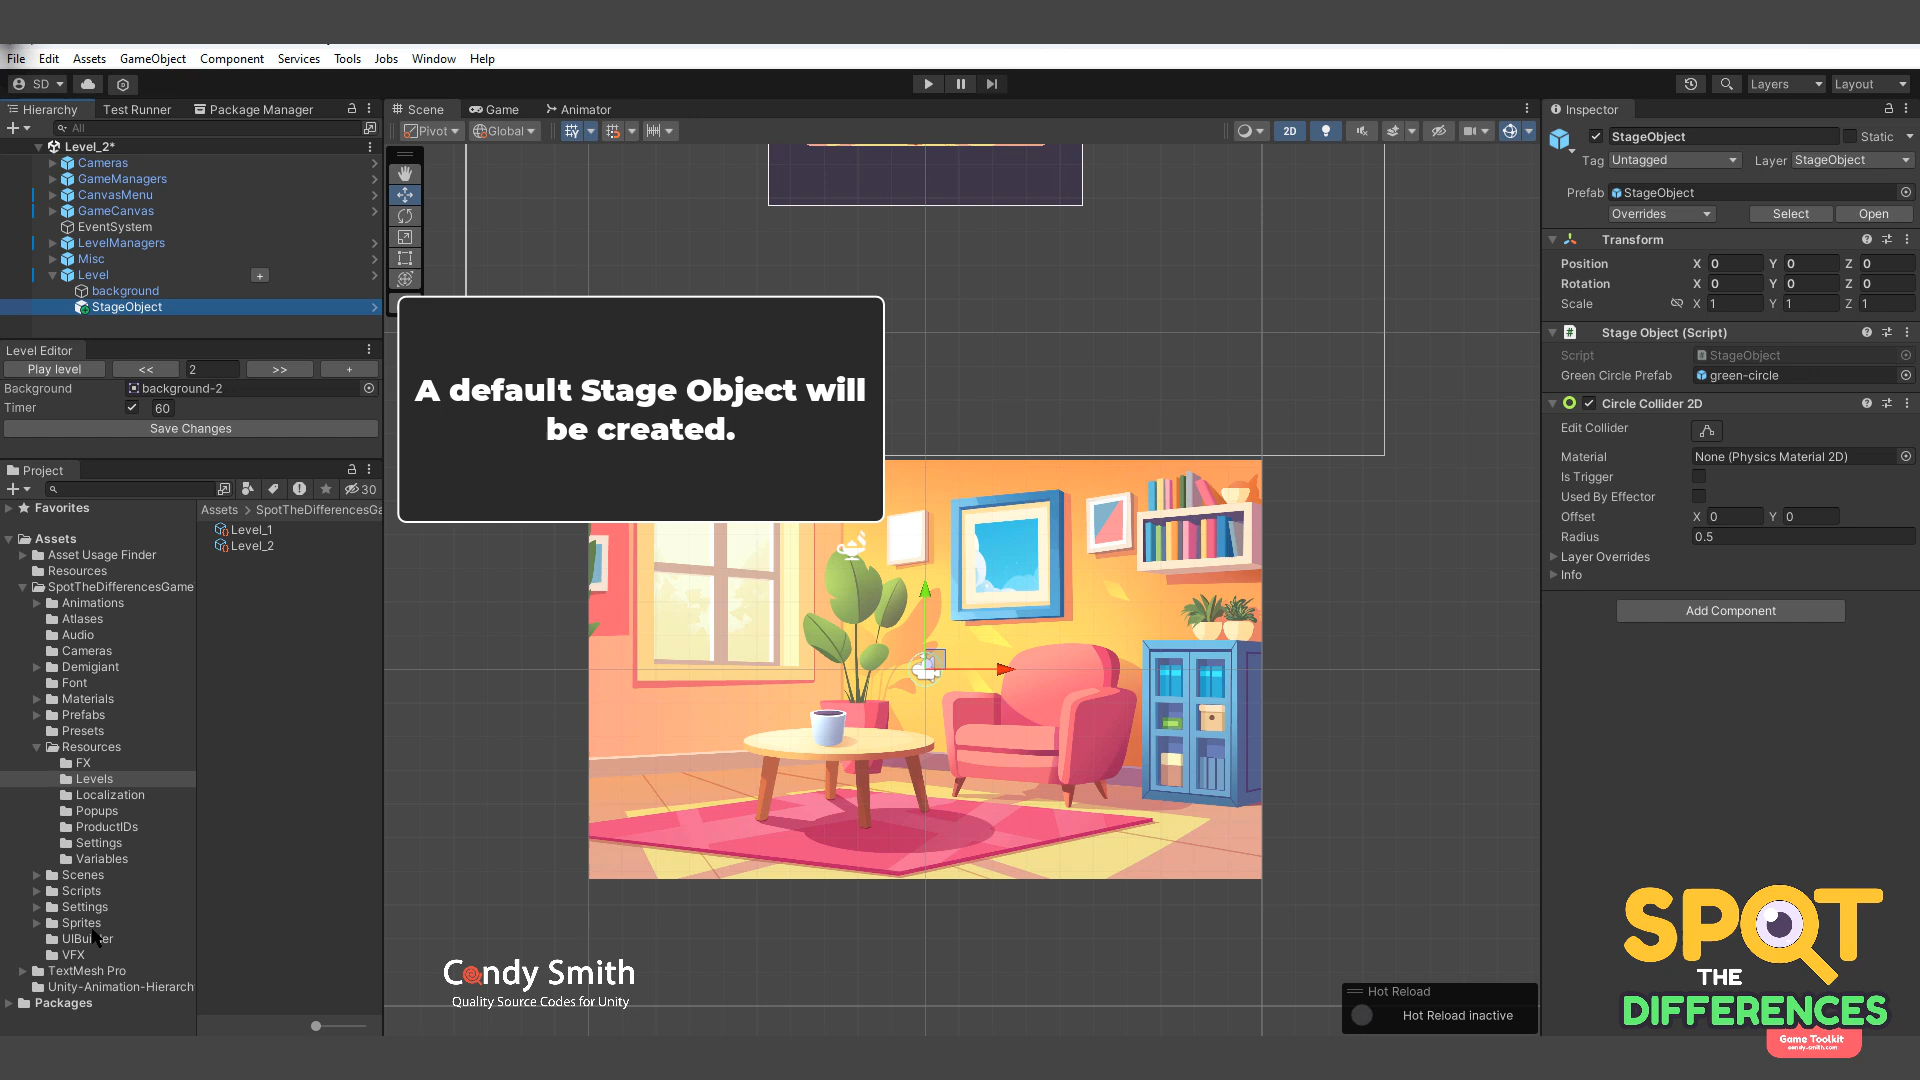 File Edit Assets GameObject Component Services Tools Jobs Window Help
SD
Layers
Layout
Hierarchy
Test Runner
Package Manager
All
Level_2*
Cameras
GameManagers
CanvasMenu
GameCanvas
EventSystem
LevelManagers
Misc
Level
+
background
StageObject
Level Editor
Play level << 2 >> +
Background background-2
Timer 60
Save Changes
Project
30
Favorites
Assets
Asset Usage Finder
Resources
SpotTheDifferencesGame
Animations
Atlases
Audio
Cameras
Demigiant
Font
Materials
Prefabs
Presets
Resources
FX
Levels
Localization
Popups
ProductIDs
Settings
Variables
Scenes
Scripts
Settings
Sprites
VFX
TextMesh Pro
Unity-Animation-Hierarch
Packages
Assets > SpotTheDifferencesGa
Level_1
Level_2
Scene
Game
Animator
Pivot
Global
2D
A default Stage Object will
be created.
Candy Smith
Quality Source Codes for Unity
Hot Reload
Hot Reload inactive
Inspector
StageObject
Static
Tag Untagged Layer StageObject
Prefab StageObject
Overrides Select Open
Transform
Position X 0 Y 0 Z 0
Rotation X 0 Y 0 Z 0
Scale X 1 Y 1 Z 1
# Stage Object (Script)
Script StageObject
Green Circle Prefab green-circle
Circle Collider 2D
Edit Collider
Material None (Physics Material 2D)
Is Trigger
Used By Effector
Offset X 0 Y 0
Radius 0.5
Layer Overrides
Info
Add Component
SPOT
THE
DIFFERENCES
Game Toolkit
candy-smith.com